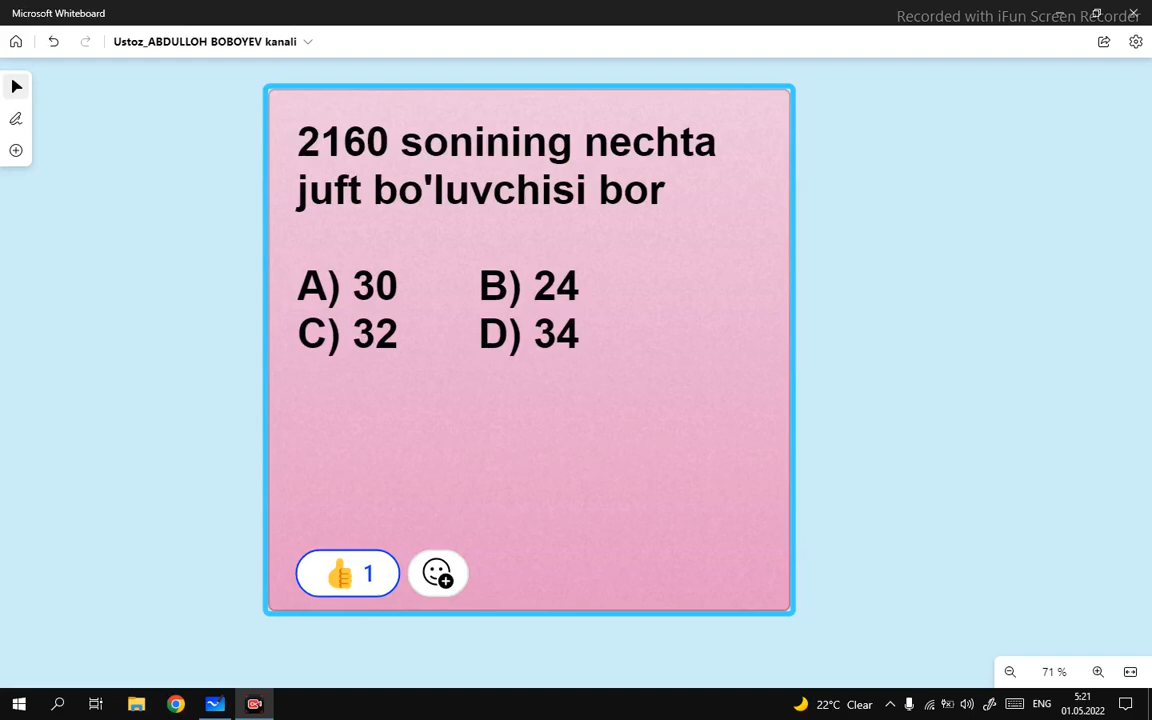 Microsoft Whiteboard
Recorded with iFun Screen Recorder
Ustoz_ABDULLOH BOBOYEV kanali
2160 sonining nechta
juft bo'luvchisi bor
A) 30 B) 24
C) 32 D) 34
1
71 %
22°C Clear
ENG
5:21
01.05.2022